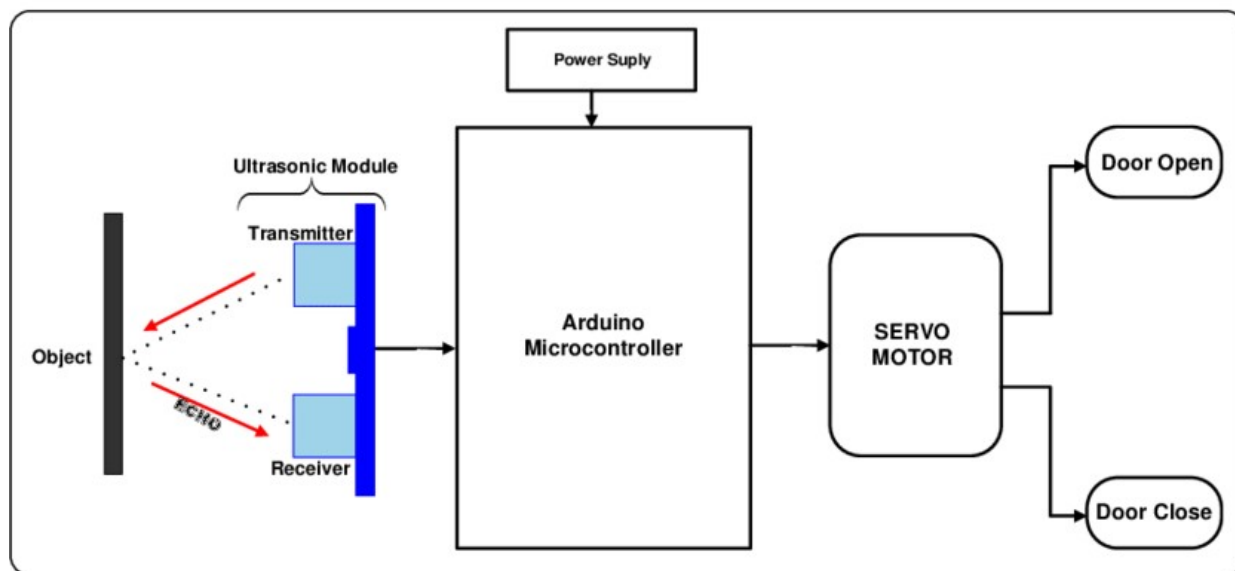 Power Suply
Ultrasonic Module
Transmitter
Object
ECHO
Receiver
Arduino
Microcontroller
SERVO
MOTOR
Door Open
Door Close